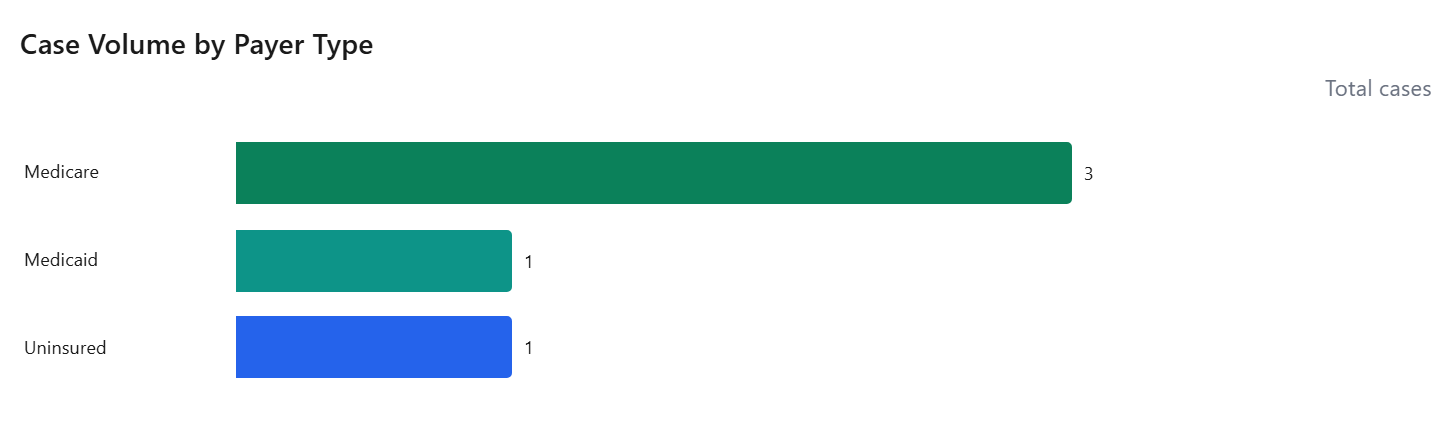 Case Volume by Payer Type
Total cases
Medicare 3
Medicaid 1
Uninsured 1